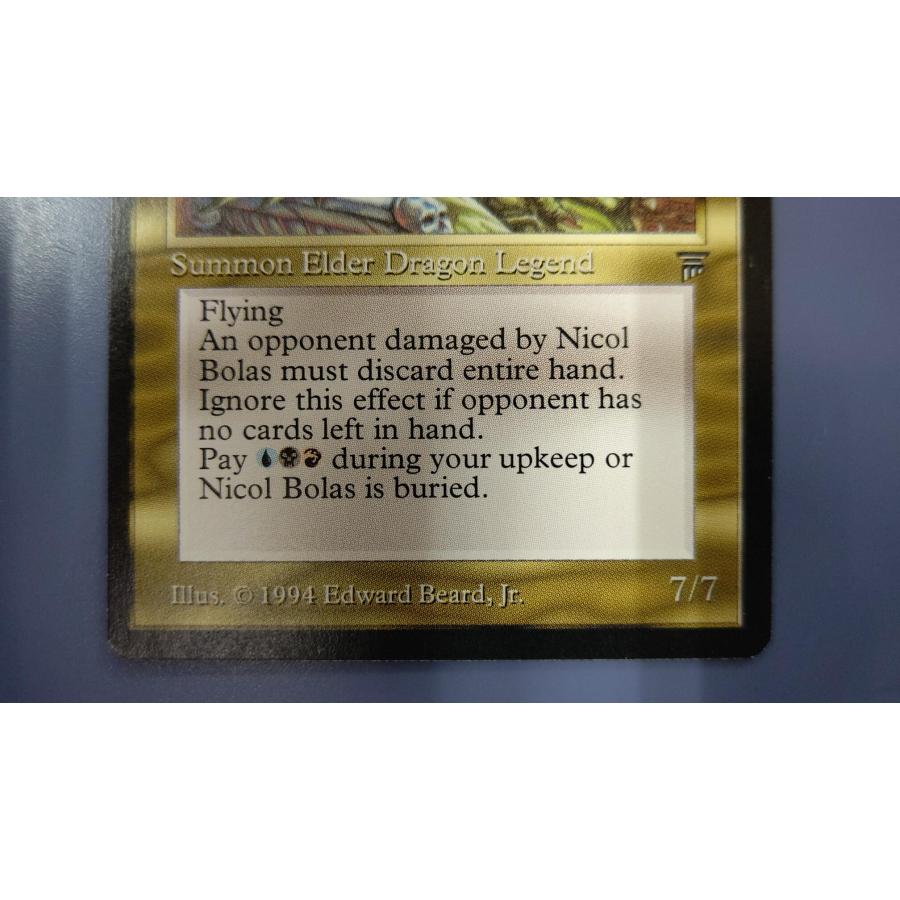 Summon Elder Dragon Legend
Flying
An opponent damaged by Nicol
Bolas must discard entire hand.
Ignore this effect if opponent has
no cards left in hand.
Pay during your upkeep or
Nicol Bolas is buried.
Illus. © 1994 Edward Beard, Jr.
7/7